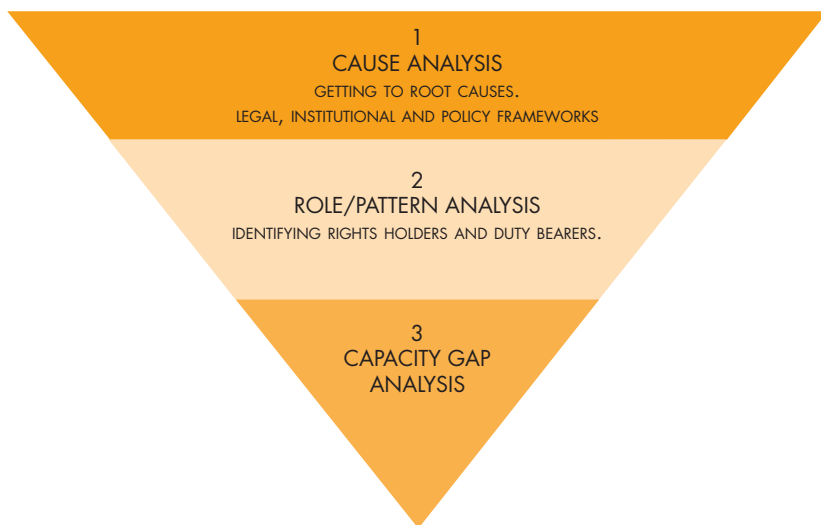 1
CAUSE ANALYSIS
GETTING TO ROOT CAUSES.
LEGAL, INSTITUTIONAL AND POLICY FRAMEWORKS
2
ROLE/PATTERN ANALYSIS
IDENTIFYING RIGHTS HOLDERS AND DUTY BEARERS.
3
CAPACITY GAP
ANALYSIS